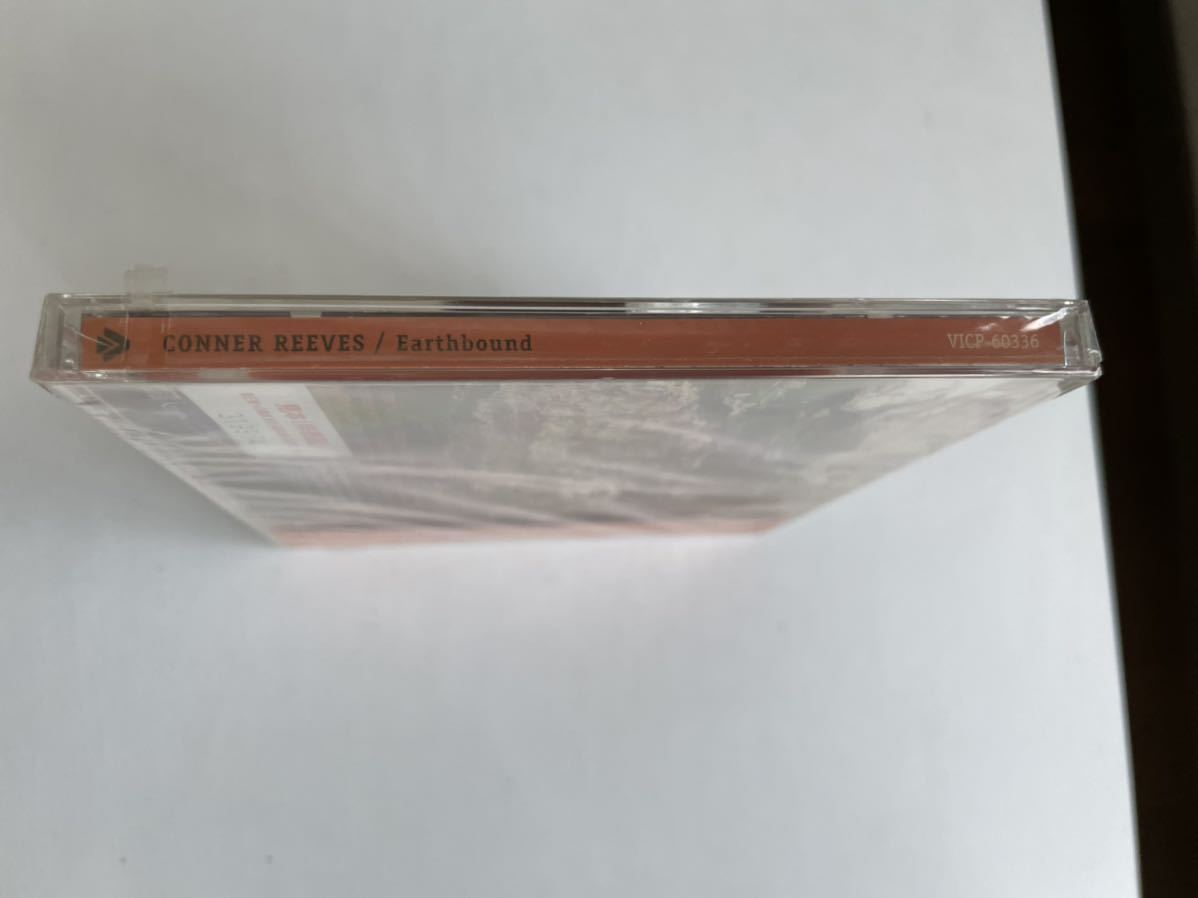 CONNER REEVES / Earthbound
VICP-60336